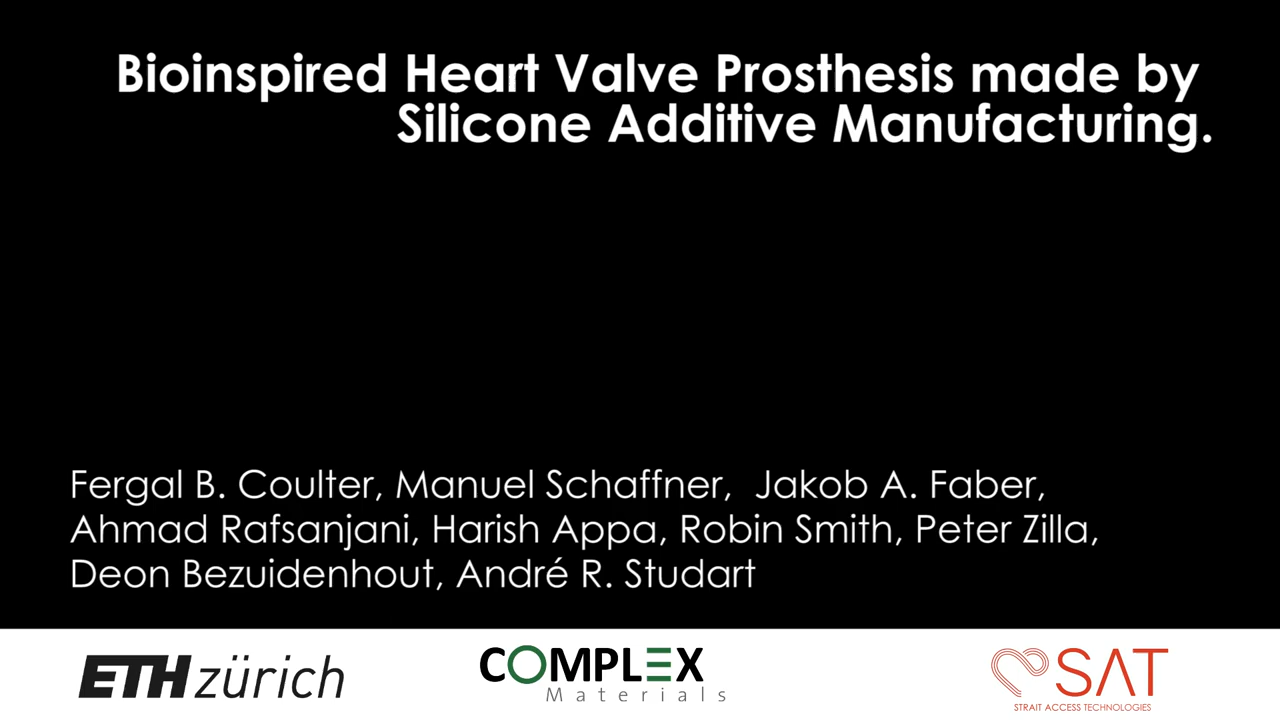 Bioinspired Heart Valve Prosthesis made by
Silicone Additive Manufacturing.
Fergal B. Coulter, Manuel Schaffner, Jakob A. Faber,
Ahmad Rafsanjani, Harish Appa, Robin Smith, Peter Zilla,
Deon Bezuidenhout, André R. Studart
ETH zürich
COMPLEX
Materials
SAT
STRAIT ACCESS TECHNOLOGIES